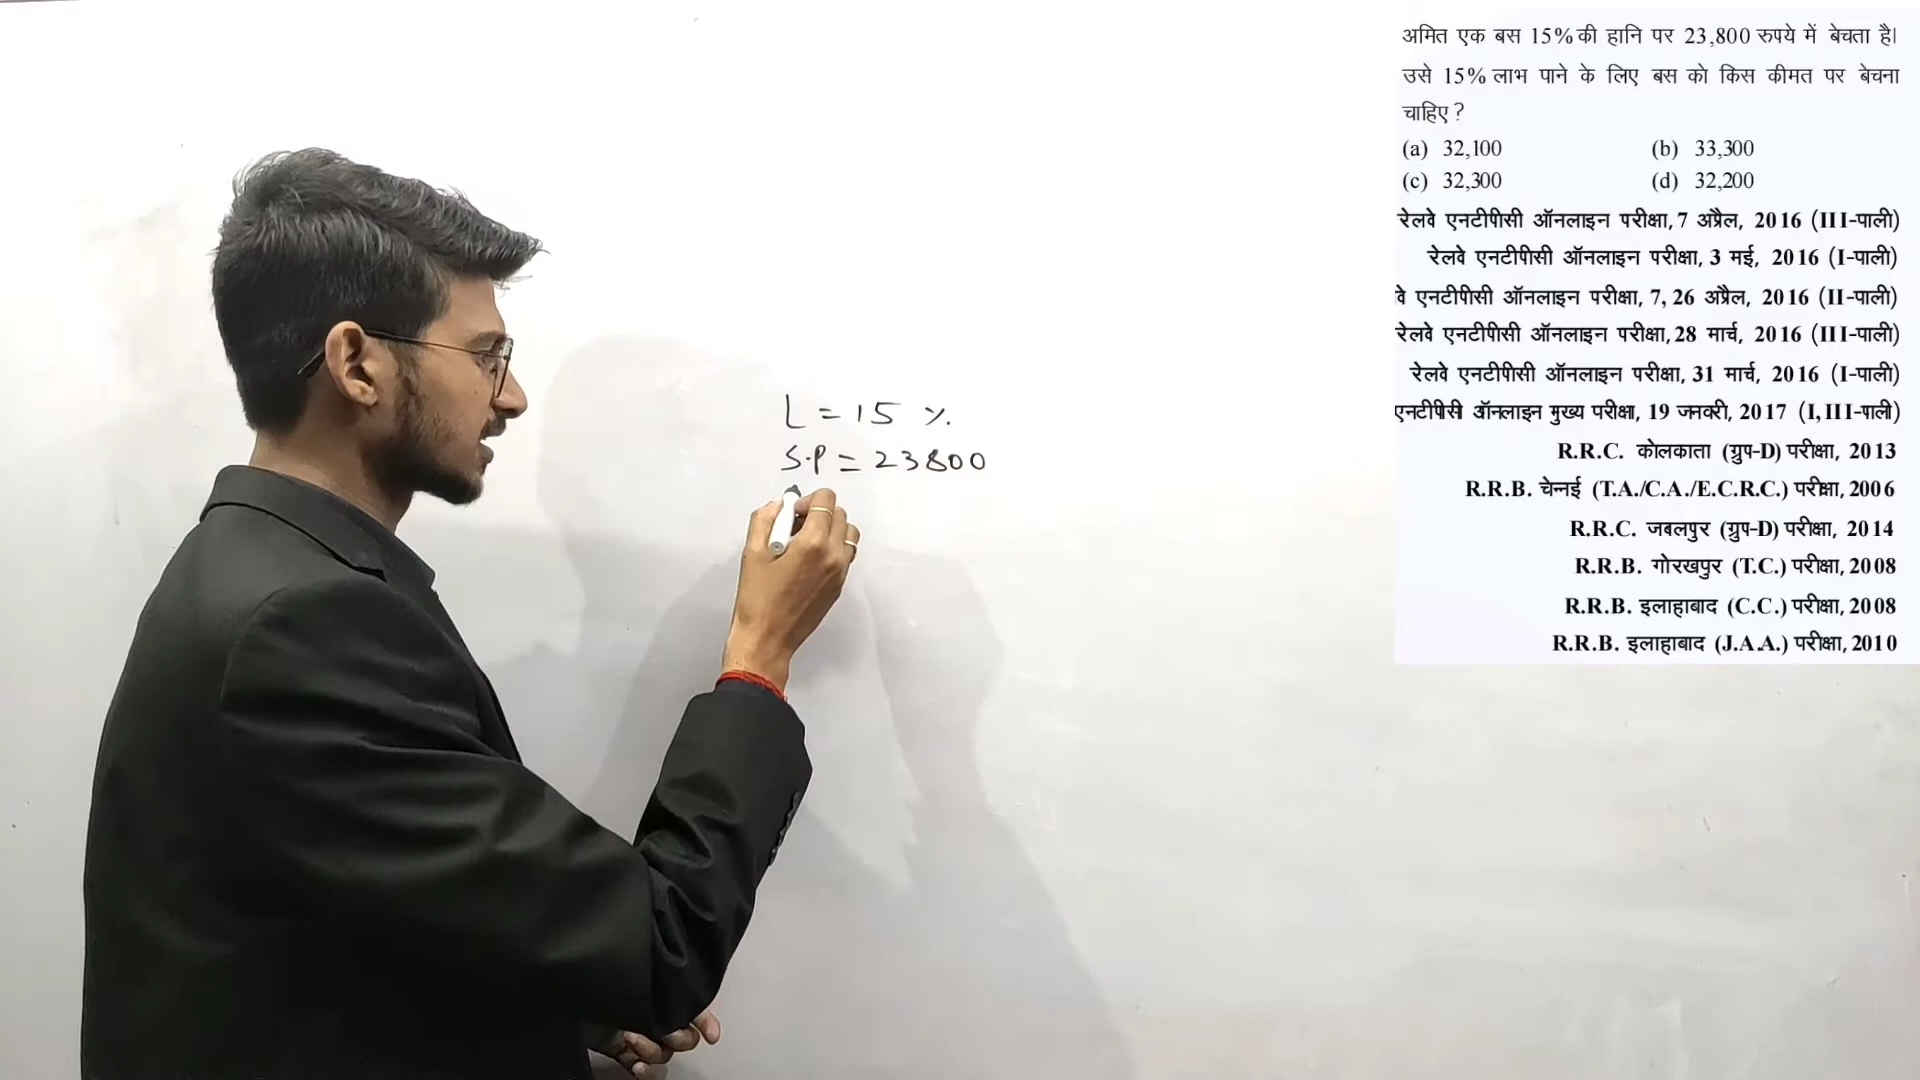 L = 15 %.
S.P = 23800
अमित एक बस 15% की हानि पर 23,800 रुपये में बेचता है।
उसे 15% लाभ पाने के लिए बस को किस कीमत पर बेचना
चाहिए ?
(a) 32,100 (b) 33,300
(c) 32,300 (d) 32,200
रेलवे एनटीपीसी ऑनलाइन परीक्षा, 7 अप्रैल, 2016 (III-पाली)
रेलवे एनटीपीसी ऑनलाइन परीक्षा, 3 मई, 2016 (I-पाली)
वे एनटीपीसी ऑनलाइन परीक्षा, 7, 26 अप्रैल, 2016 (II-पाली)
रेलवे एनटीपीसी ऑनलाइन परीक्षा, 28 मार्च, 2016 (III-पाली)
रेलवे एनटीपीसी ऑनलाइन परीक्षा, 31 मार्च, 2016 (I-पाली)
एनटीपीसी ऑनलाइन मुख्य परीक्षा, 19 जनवरी, 2017 (I, III-पाली)
R.R.C. कोलकाता (ग्रुप-D) परीक्षा, 2013
R.R.B. चेन्नई (T.A./C.A./E.C.R.C.) परीक्षा, 2006
R.R.C. जबलपुर (ग्रुप-D) परीक्षा, 2014
R.R.B. गोरखपुर (T.C.) परीक्षा, 2008
R.R.B. इलाहाबाद (C.C.) परीक्षा, 2008
R.R.B. इलाहाबाद (J.A.A.) परीक्षा, 2010